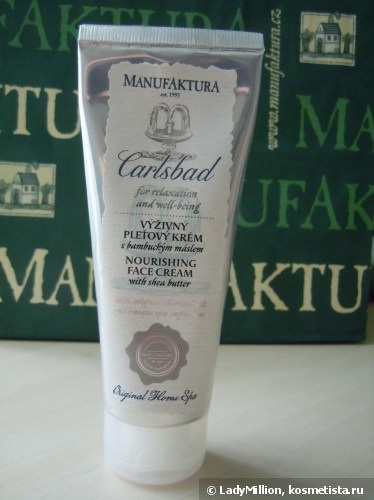 MANUFAKTURA
www.manufaktura.cz
MANUFAKTURA
est. 1991
Carlsbad
for relaxation
and well-being
VÝŽIVNÝ
PLEŤOVÝ KRÉM
s bambuckým máslem
NOURISHING
FACE CREAM
with shea butter
Original Home Spa
MANUFAKTU
© LadyMillion, kosmetista.ru